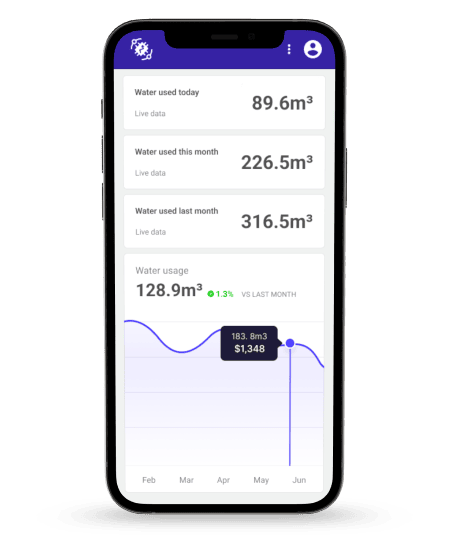 Water used today
89.6m³
Live data
Water used this month
226.5m³
Live data
Water used last month
316.5m³
Live data
Water usage
128.9m³ 1.3% VS LAST MONTH
183. 8m3
$1,348
Feb Mar Apr May Jun